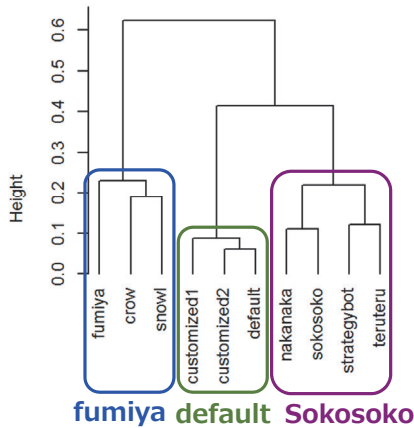 Height
0.6
0.5
0.4
0.3
0.2
0.1
0.0
fumiya
crow
snowl
customized1
customized2
default
nakanaka
sokosoko
strategybot
teruteru
fumiya default Sokosoko